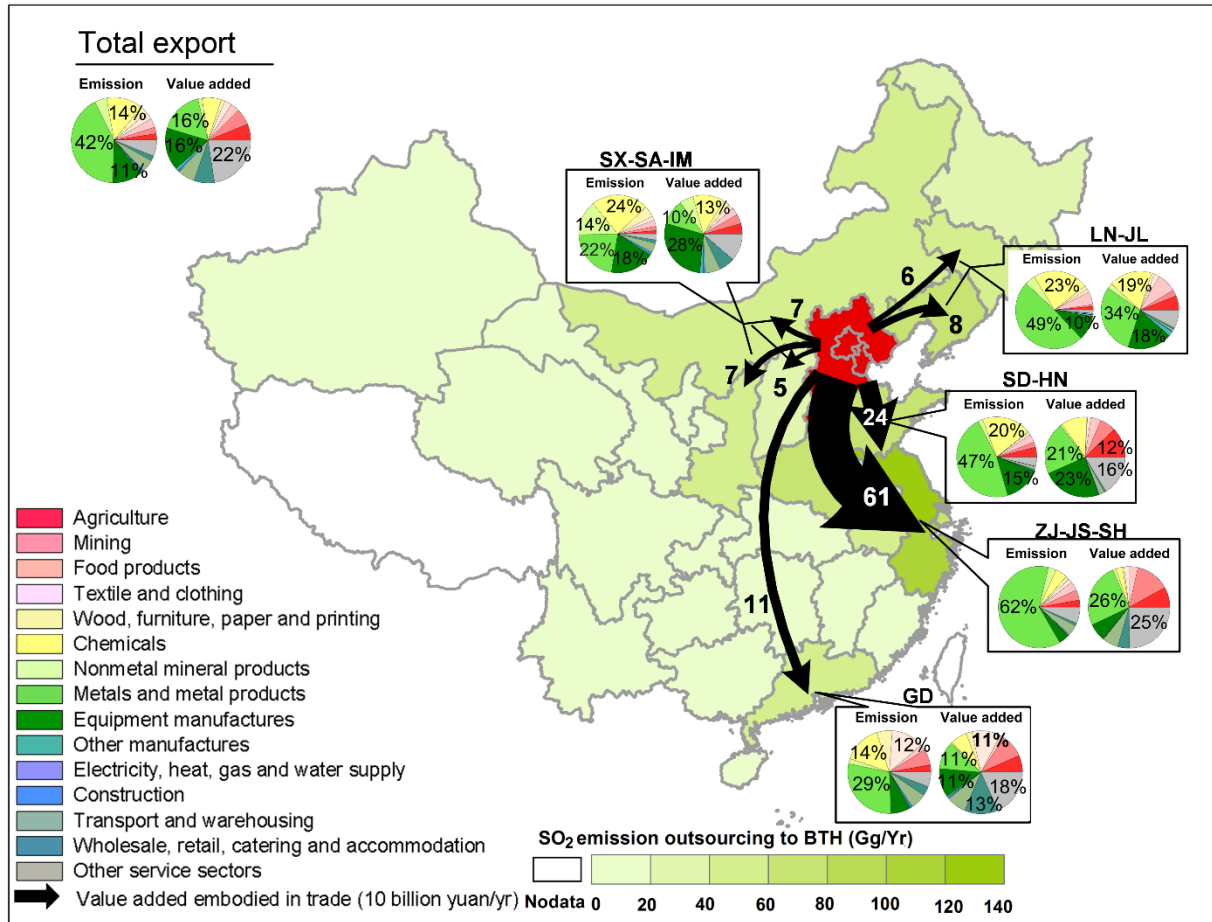 Total export
Emission Value added
14%
42%
11%
16%
16%
22%
SX-SA-IM
Emission Value added
24%
14%
22%
18%
13%
10%
28%
LN-JL
Emission Value added
23%
49%
10%
19%
34%
18%
6
8
7
7
5
SD-HN
Emission Value added
20%
47%
15%
12%
21%
16%
23%
24
61
ZJ-JS-SH
Emission Value added
62%
26%
25%
11
GD
Emission Value added
12%
14%
29%
11%
11%
11%
18%
13%
Agriculture
Mining
Food products
Textile and clothing
Wood, furniture, paper and printing
Chemicals
Nonmetal mineral products
Metals and metal products
Equipment manufactures
Other manufactures
Electricity, heat, gas and water supply
Construction
Transport and warehousing
Wholesale, retail, catering and accommodation
Other service sectors
Value added embodied in trade (10 billion yuan/yr)
SO2 emission outsourcing to BTH (Gg/Yr)
Nodata 0 20 40 60 80 100 120 140